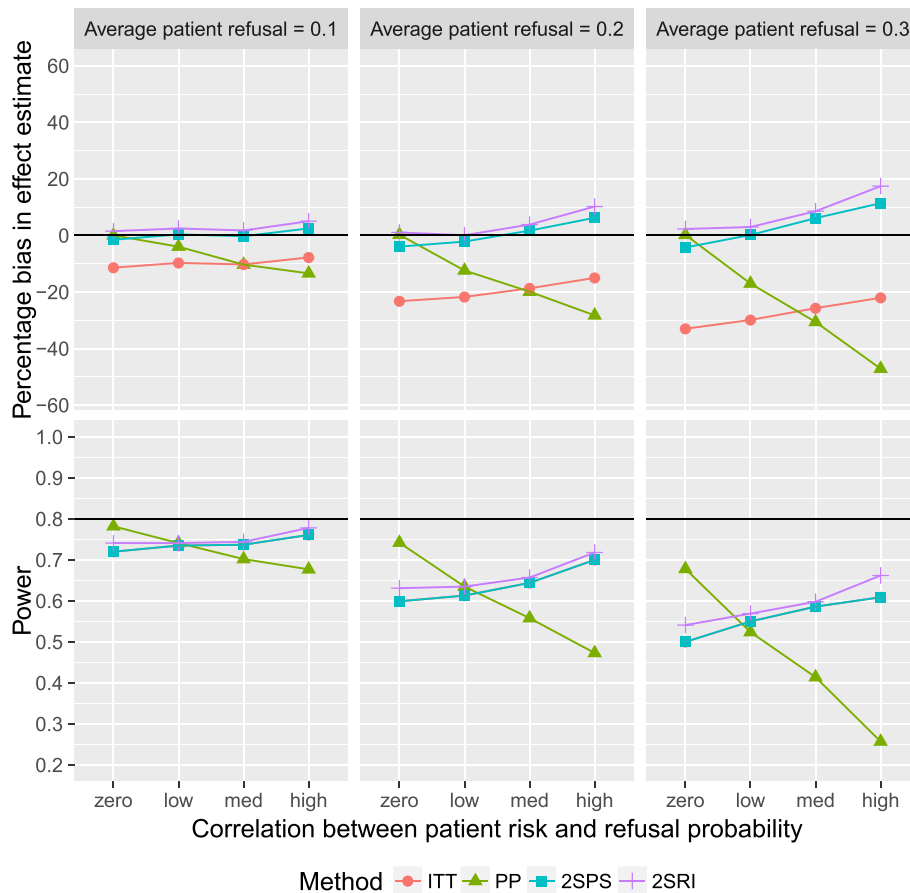 Average patient refusal = 0.1 Average patient refusal = 0.2 Average patient refusal = 0.3
Percentage bias in effect estimate
60
40
20
0
−20
−40
−60
Power
1.0
0.9
0.8
0.7
0.6
0.5
0.4
0.3
0.2
zero low med high zero low med high zero low med high
Correlation between patient risk and refusal probability
Method ITT PP 2SPS 2SRI